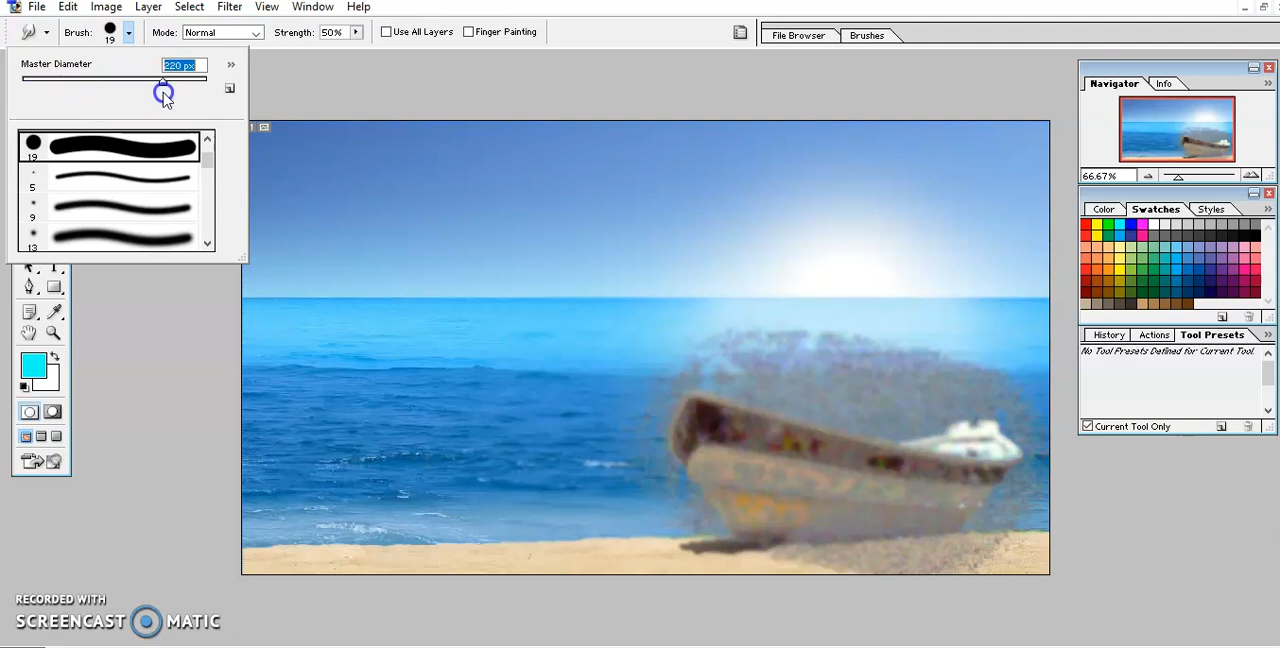 File Edit Image Layer Select Filter View Window Help
Brush: 19 Mode: Normal Strength: 50% Use All Layers Finger Painting File Browser Brushes
Master Diameter 220 px
19
5
9
13
Navigator Info
66.67%
Color Swatches Styles
History Actions Tool Presets
No Tool Presets Defined for Current Tool.
Current Tool Only
RECORDED WITH
SCREENCAST MATIC